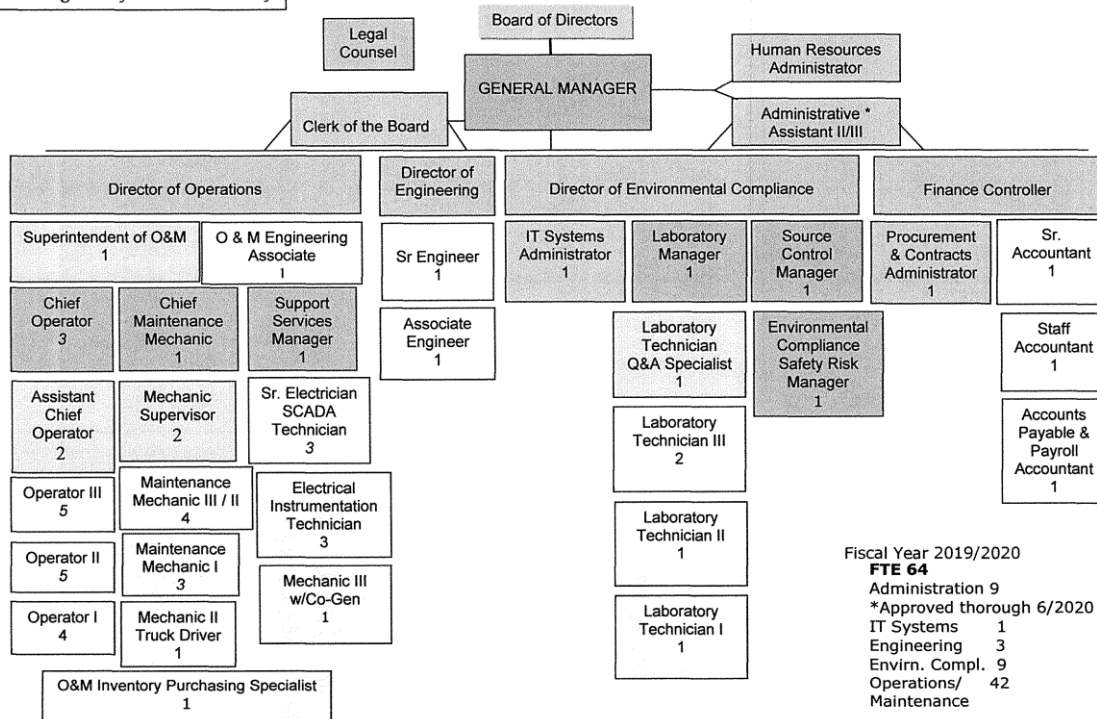 Board of Directors
Legal
Counsel
GENERAL MANAGER
Human Resources
Administrator
Clerk of the Board
Administrative *
Assistant II/III
Director of Operations
Director of
Engineering
Director of Environmental Compliance
Finance Controller
Superintendent of O&M
1
O & M Engineering
Associate
1
Sr Engineer
1
IT Systems
Administrator
1
Laboratory
Manager
1
Source
Control
Manager
1
Procurement
& Contracts
Administrator
1
Sr.
Accountant
1
Chief
Operator
3
Chief
Maintenance
Mechanic
1
Support
Services
Manager
1
Associate
Engineer
1
Laboratory
Technician
Q&A Specialist
1
Environmental
Compliance
Safety Risk
Manager
1
Staff
Accountant
1
Assistant
Chief
Operator
2
Mechanic
Supervisor
2
Sr. Electrician
SCADA
Technician
3
Laboratory
Technician III
2
Accounts
Payable &
Payroll
Accountant
1
Operator III
5
Maintenance
Mechanic III / II
4
Electrical
Instrumentation
Technician
3
Laboratory
Technician II
1
Operator II
5
Maintenance
Mechanic I
3
Mechanic III
w/Co-Gen
1
Laboratory
Technician I
1
Operator I
4
Mechanic II
Truck Driver
1
O&M Inventory Purchasing Specialist
1
Fiscal Year 2019/2020
FTE 64
Administration 9
*Approved thorough 6/2020
IT Systems 1
Engineering 3
Envirn. Compl. 9
Operations/ 42
Maintenance